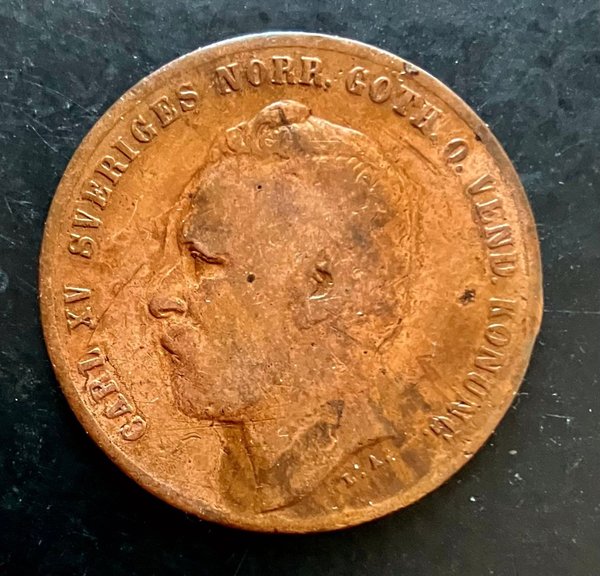 CARL XV SVERIGES NORR. GOTH. O. VEND. KONUNG.
L.A.